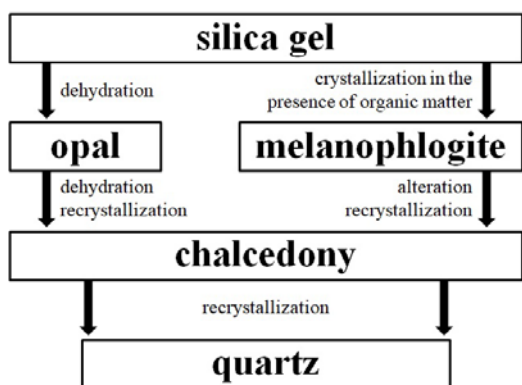 silica gel
dehydration
crystallization in the
presence of organic matter
opal
melanophlogite
dehydration
recrystallization
alteration
recrystallization
chalcedony
recrystallization
quartz